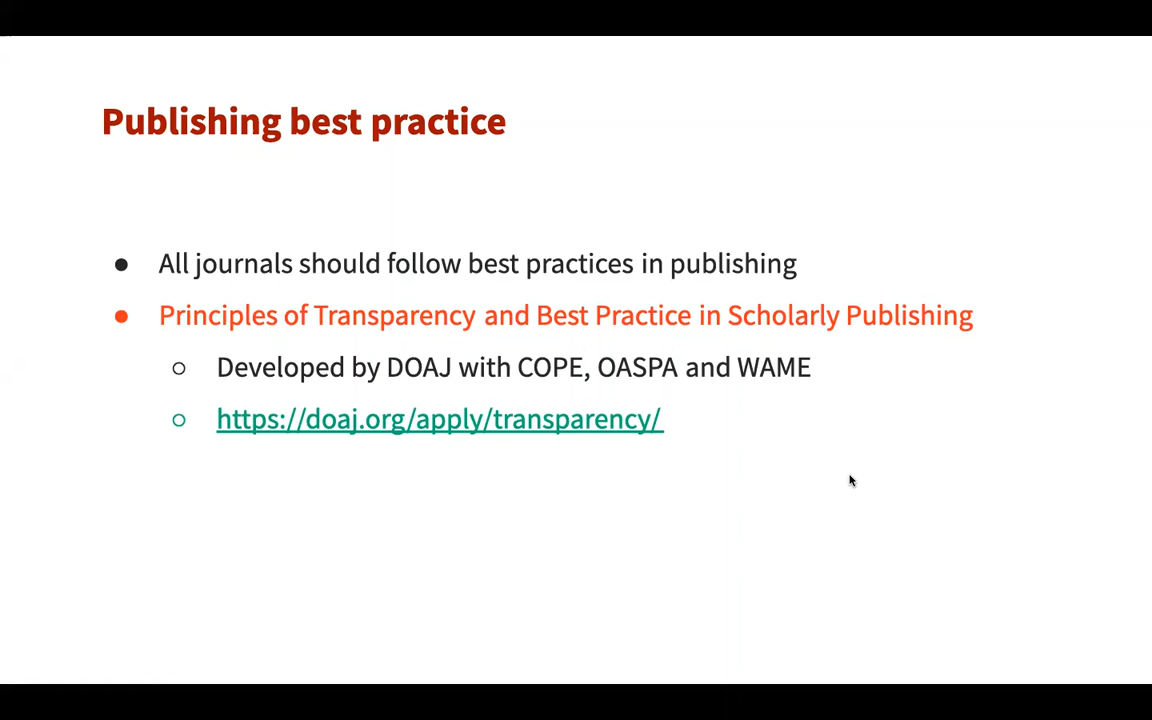 Publishing best practice
● All journals should follow best practices in publishing
● Principles of Transparency and Best Practice in Scholarly Publishing
○ Developed by DOAJ with COPE, OASPA and WAME
○ https://doaj.org/apply/transparency/